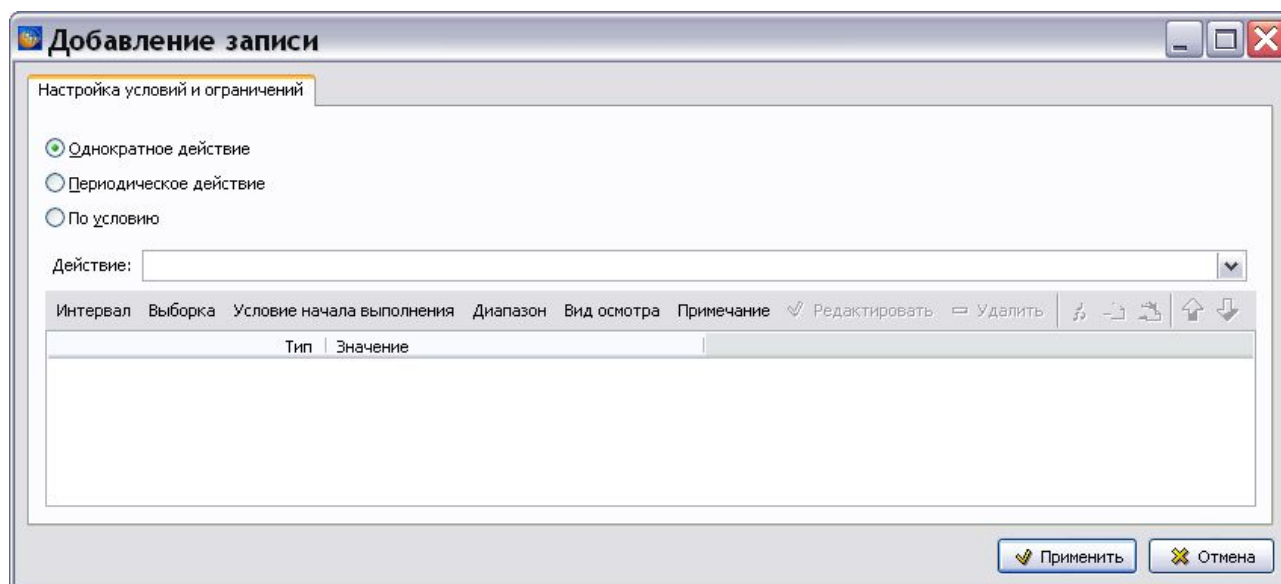 Добавление записи
Настройка условий и ограничений
Однократное действие
Периодическое действие
По условию
Действие:
Интервал Выборка Условие начала выполнения Диапазон Вид осмотра Примечание Редактировать Удалить
Тип Значение
Применить Отмена